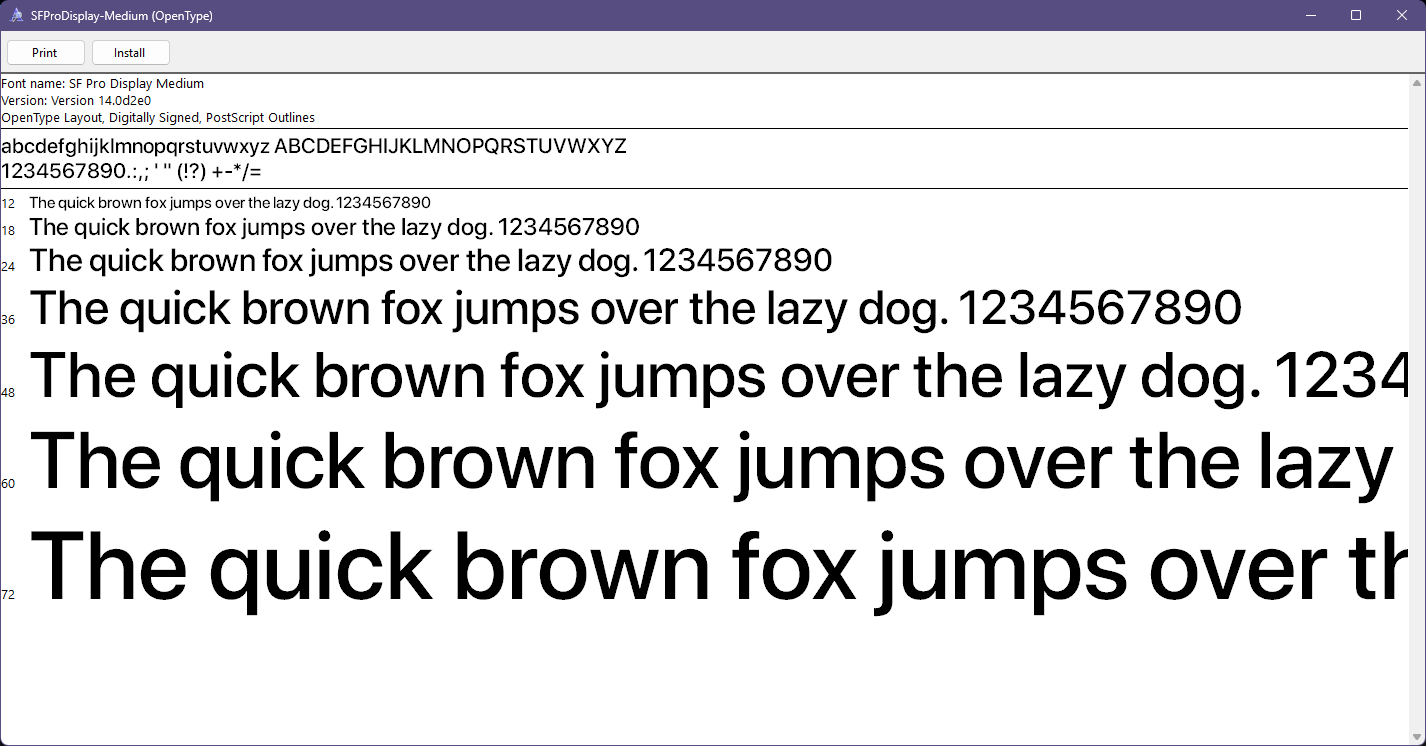 SFProDisplay-Medium (OpenType)
Print Install
Font name: SF Pro Display Medium
Version: Version 14.0d2e0
OpenType Layout, Digitally Signed, PostScript Outlines
abcdefghijklmnopqrstuvwxyz ABCDEFGHIJKLMNOPQRSTUVWXYZ
1234567890.:,; ' " (!?) +-*/=
12 The quick brown fox jumps over the lazy dog. 1234567890
18 The quick brown fox jumps over the lazy dog. 1234567890
24 The quick brown fox jumps over the lazy dog. 1234567890
36 The quick brown fox jumps over the lazy dog. 1234567890
48 The quick brown fox jumps over the lazy dog. 1234
60 The quick brown fox jumps over the lazy
72 The quick brown fox jumps over th